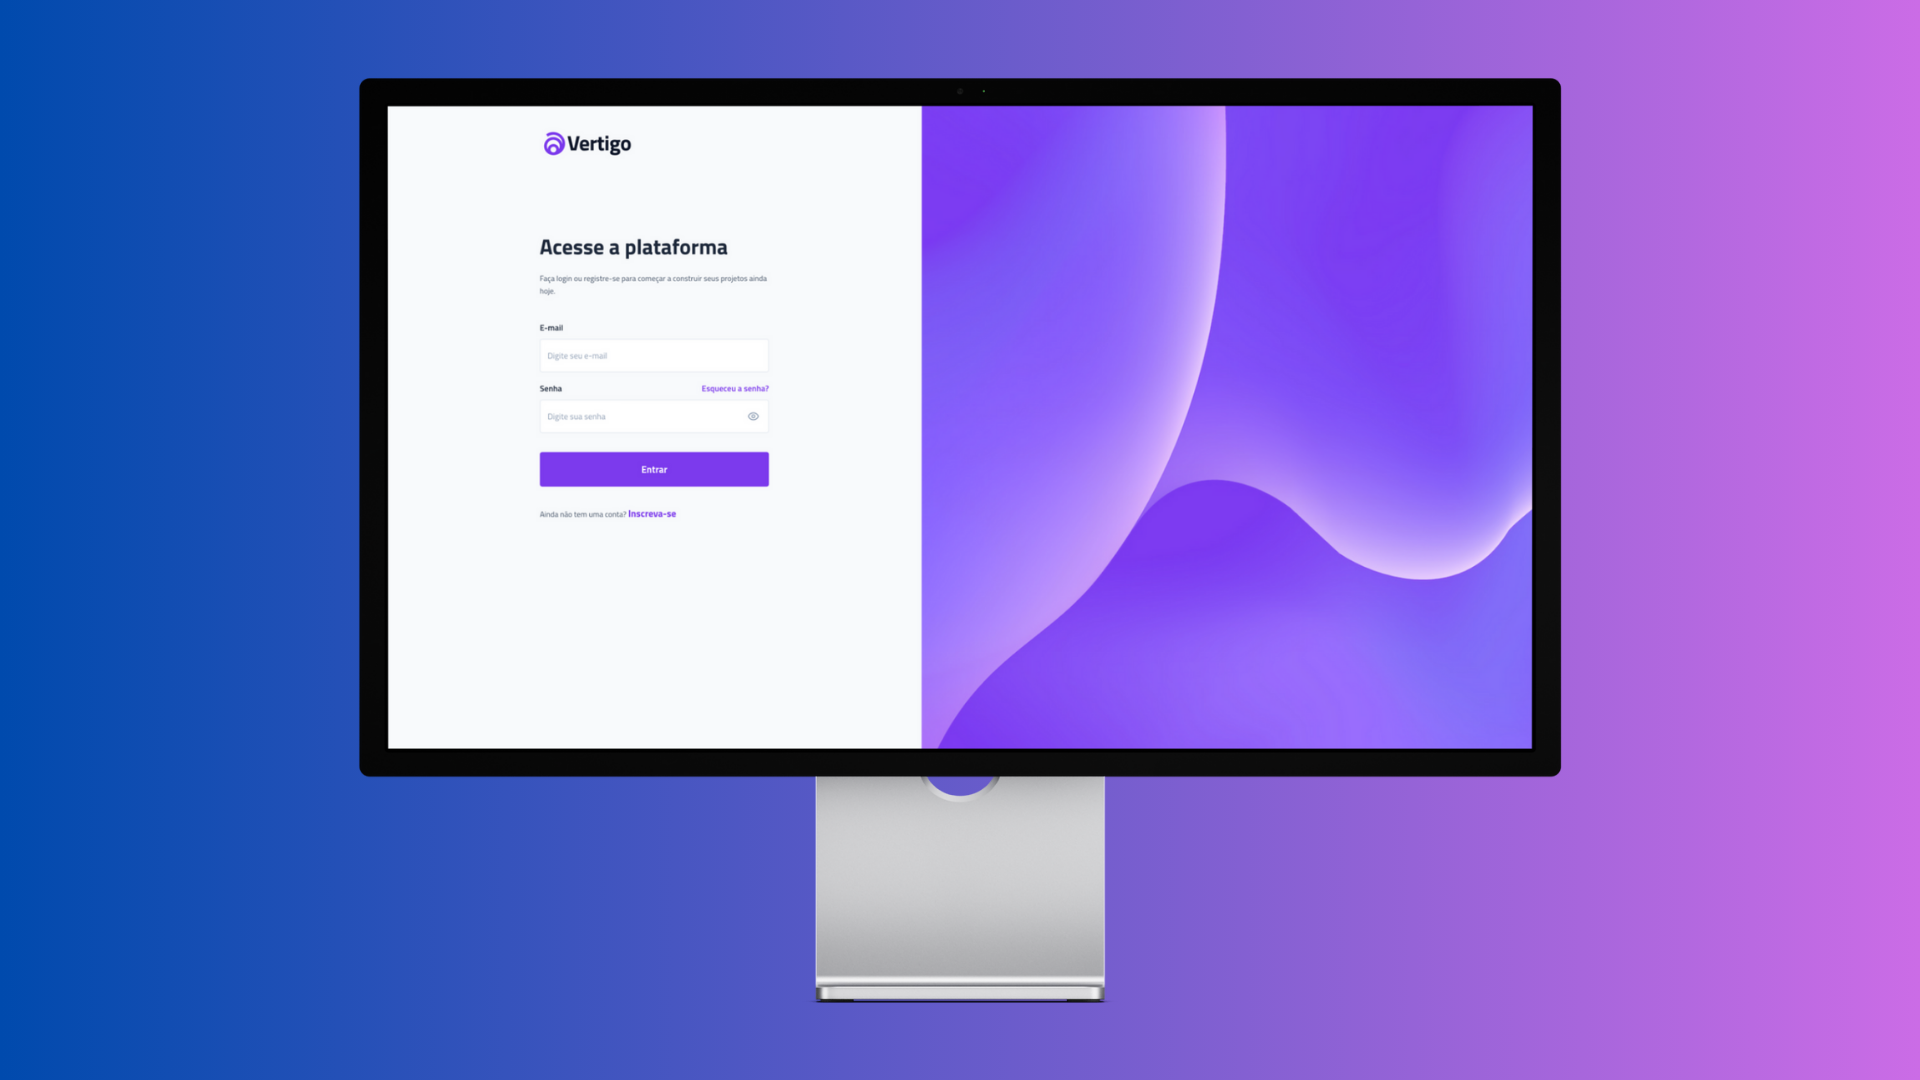 Vertigo
Acesse a plataforma
Faça login ou registre-se para começar a construir seus projetos ainda
hoje.
E-mail
Digite seu e-mail
Senha Esqueceu a senha?
Digite sua senha
Entrar
Ainda não tem uma conta? Inscreva-se